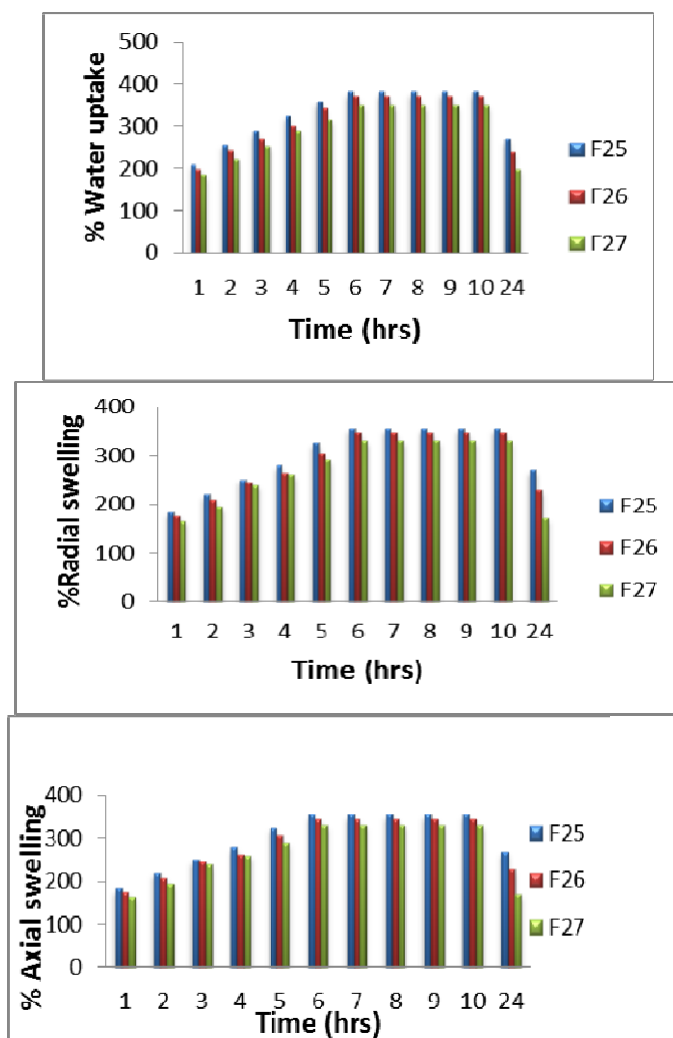 % Water uptake
500
400
300
200
100
0
1 2 3 4 5 6 7 8 9 10 24
Time (hrs)
F25
F26
F27
%Radial swelling
400
300
200
100
0
1 2 3 4 5 6 7 8 9 10 24
Time (hrs)
F25
F26
F27
% Axial swelling
400
300
200
100
0
1 2 3 4 5 6 7 8 9 10 24
Time (hrs)
F25
F26
F27